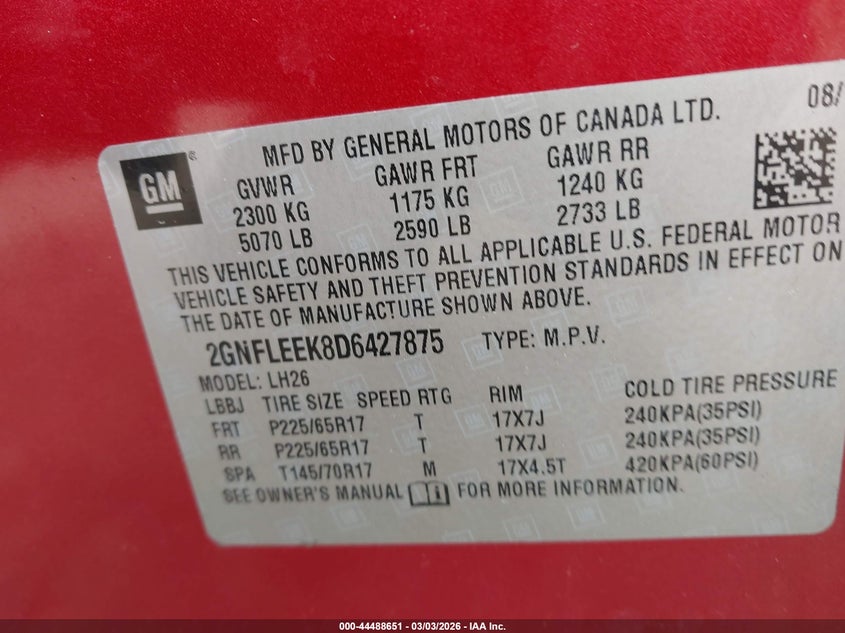 08/
MFD BY GENERAL MOTORS OF CANADA LTD.
GM
®
GVWR GAWR FRT GAWR RR
2300 KG 1175 KG 1240 KG
5070 LB 2590 LB 2733 LB
THIS VEHICLE CONFORMS TO ALL APPLICABLE U.S. FEDERAL MOTOR
VEHICLE SAFETY AND THEFT PREVENTION STANDARDS IN EFFECT ON
THE DATE OF MANUFACTURE SHOWN ABOVE.
2GNFLEEK8D6427875 TYPE: M.P.V.
MODEL: LH26
LBBJ TIRE SIZE SPEED RTG RIM COLD TIRE PRESSURE
FRT P225/65R17 T 17X7J 240KPA(35PSI)
RR P225/65R17 T 17X7J 240KPA(35PSI)
SPA T145/70R17 M 17X4.5T 420KPA(60PSI)
SEE OWNER'S MANUAL FOR MORE INFORMATION.
000-44488651 - 03/03/2026 - IAA Inc.